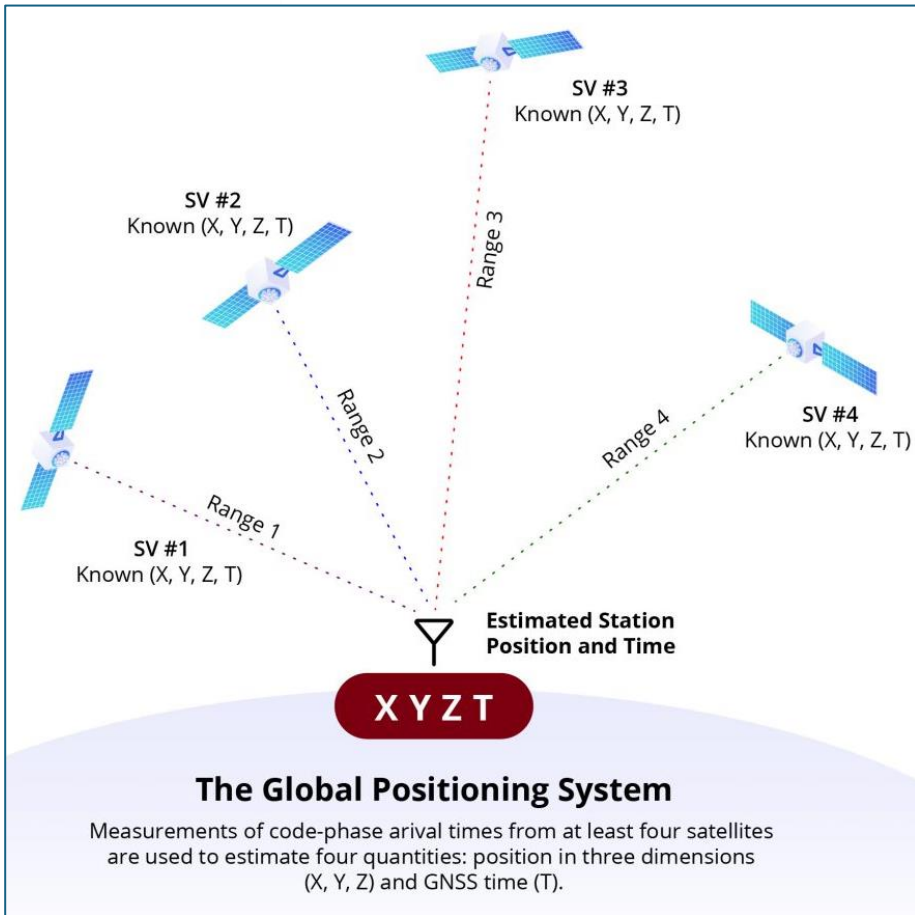 SV #3
Known (X, Y, Z, T)
SV #2
Known (X, Y, Z, T)
Range 3
SV #4
Known (X, Y, Z, T)
Range 2
Range 4
Range 1
SV #1
Known (X, Y, Z, T)
Estimated Station
Position and Time
X Y Z T
The Global Positioning System
Measurements of code-phase arival times from at least four satellites
are used to estimate four quantities: position in three dimensions
(X, Y, Z) and GNSS time (T).